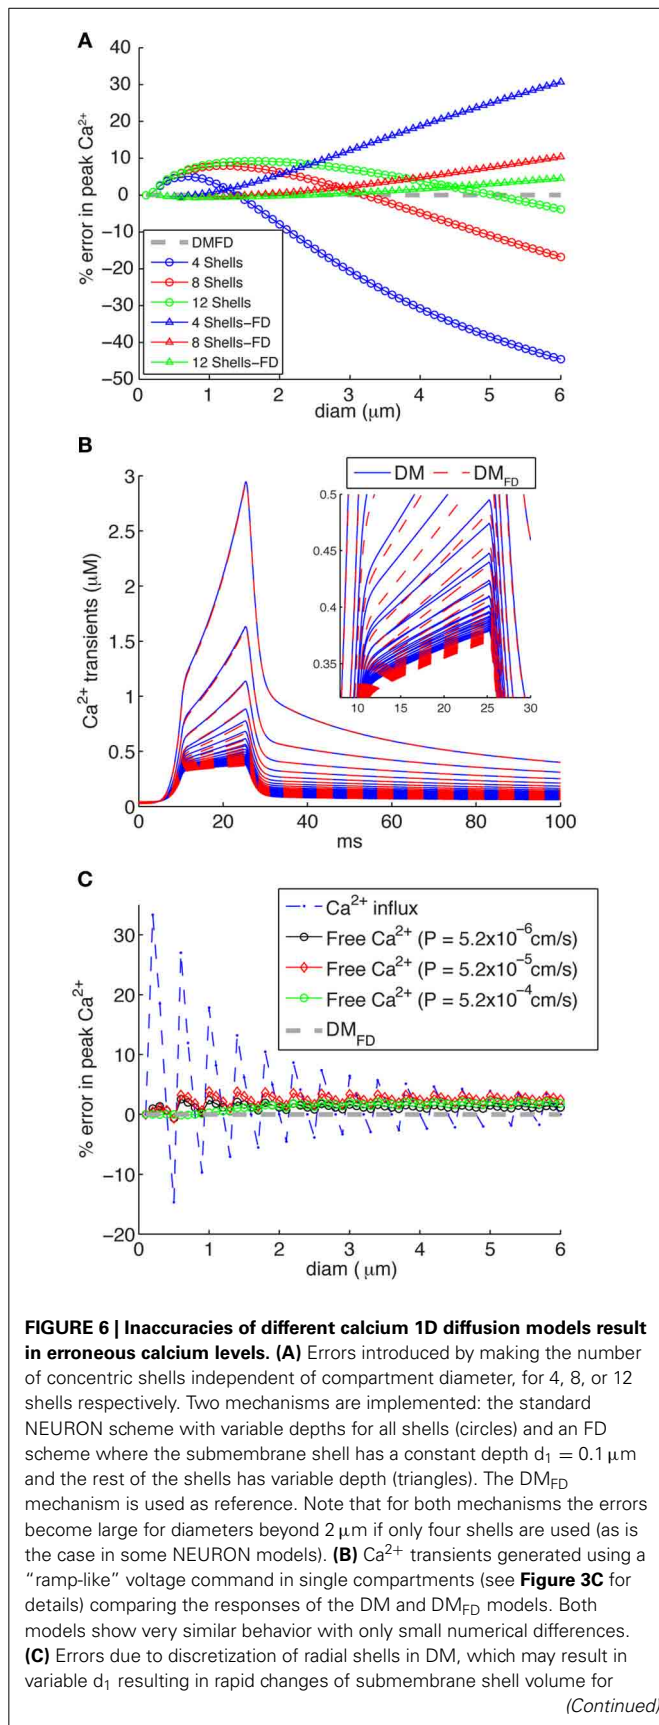 A
40
30
20
10
0
−10
−20
−30
−40
−50
% error in peak Ca²⁺
DMFD
4 Shells
8 Shells
12 Shells
4 Shells−FD
8 Shells−FD
12 Shells−FD
0 1 2 3 4 5 6
diam (μm)
B
3
2.5
2
1.5
1
0.5
0
Ca²⁺ transients (μM)
DM DM_FD
0.5
0.45
0.4
0.35
10 15 20 25 30
0 20 40 60 80 100
ms
C
30
20
10
0
−10
−20
% error in peak Ca²⁺
Ca²⁺ influx
Free Ca²⁺ (P = 5.2x10⁻⁶cm/s)
Free Ca²⁺ (P = 5.2x10⁻⁵cm/s)
Free Ca²⁺ (P = 5.2x10⁻⁴cm/s)
DM_FD
0 1 2 3 4 5 6
diam ( μm)
FIGURE 6 | Inaccuracies of different calcium 1D diffusion models result
in erroneous calcium levels. (A) Errors introduced by making the number
of concentric shells independent of compartment diameter, for 4, 8, or 12
shells respectively. Two mechanisms are implemented: the standard
NEURON scheme with variable depths for all shells (circles) and an FD
scheme where the submembrane shell has a constant depth d₁ = 0.1 μm
and the rest of the shells has variable depth (triangles). The DM_FD
mechanism is used as reference. Note that for both mechanisms the errors
become large for diameters beyond 2 μm if only four shells are used (as is
the case in some NEURON models). (B) Ca²⁺ transients generated using a
“ramp-like” voltage command in single compartments (see Figure 3C for
details) comparing the responses of the DM and DM_FD models. Both
models show very similar behavior with only small numerical differences.
(C) Errors due to discretization of radial shells in DM, which may result in
variable d₁ resulting in rapid changes of submembrane shell volume for
(Continued)